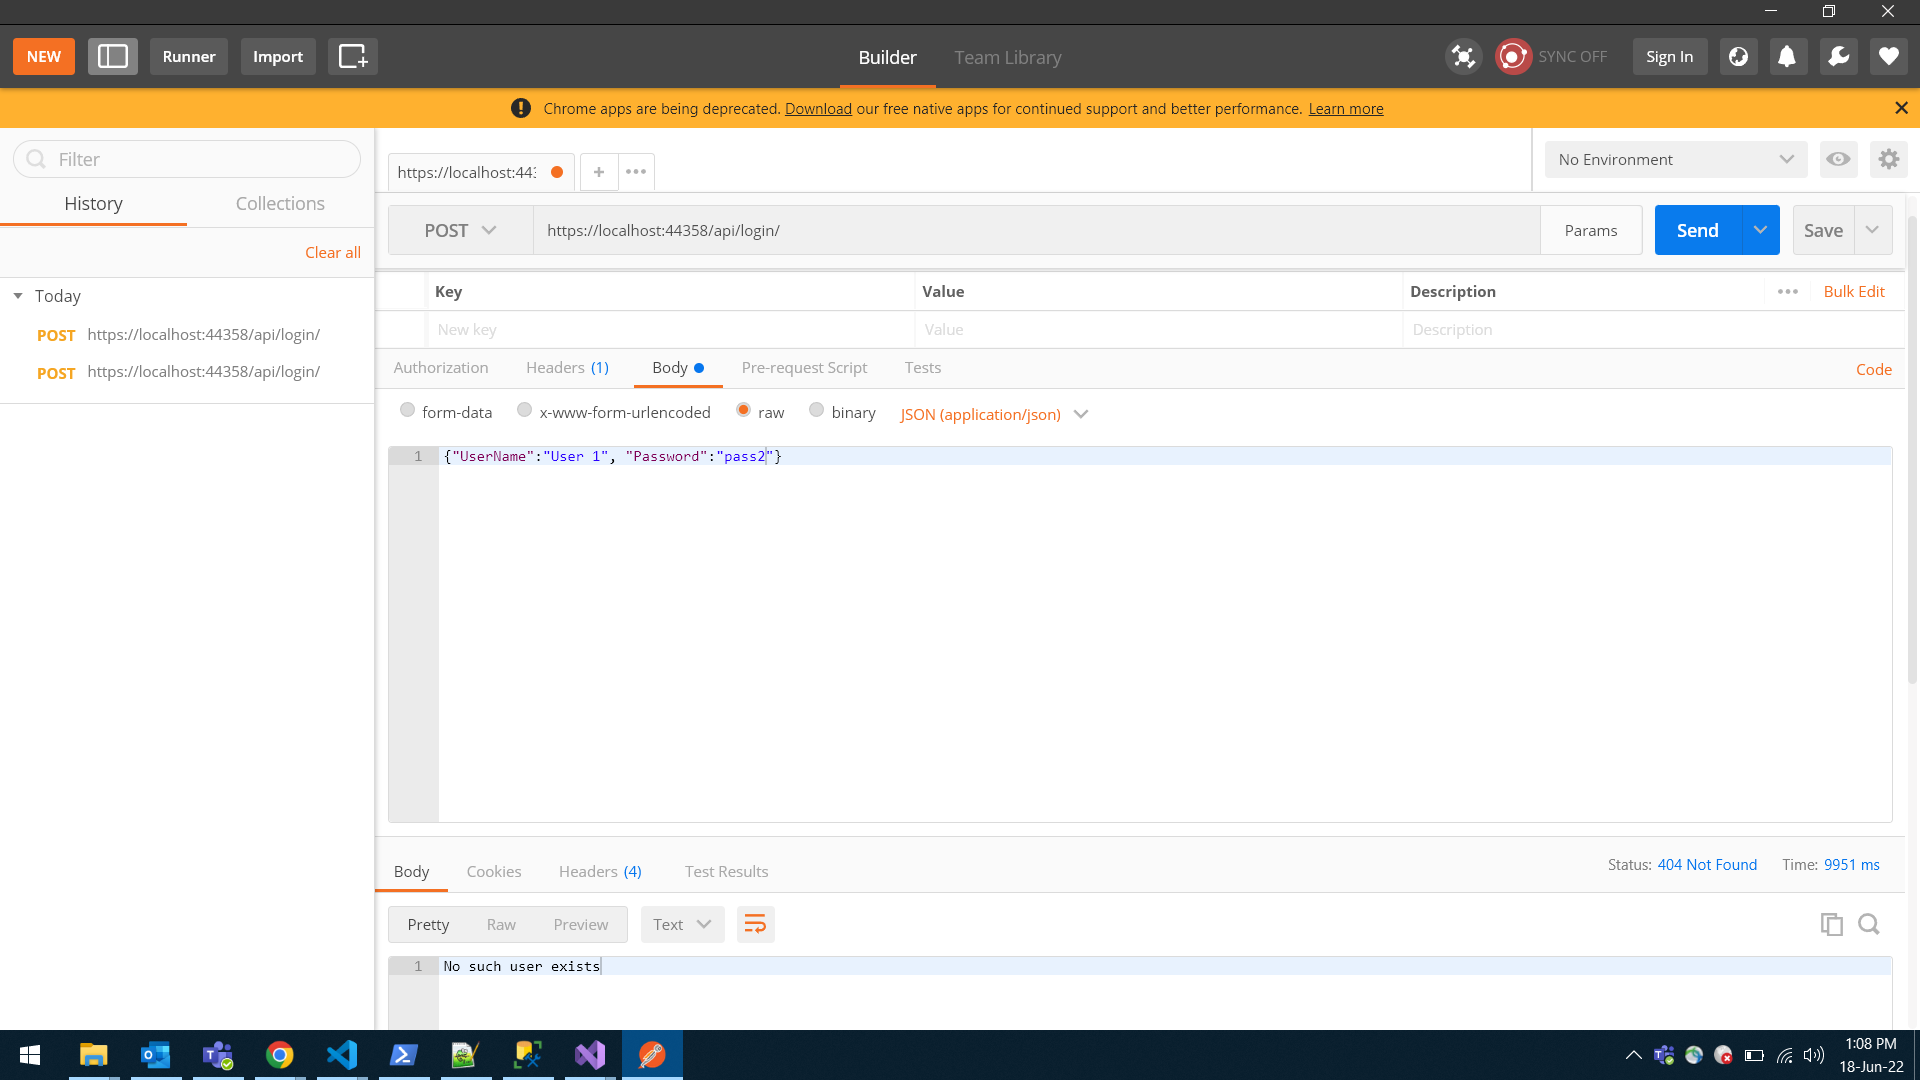 NEW
Runner
Import
Builder
Team Library
SYNC OFF
Sign In
Chrome apps are being deprecated. Download our free native apps for continued support and better performance. Learn more
Filter
History
Collections
Clear all
Today
POST https://localhost:44358/api/login/
POST https://localhost:44358/api/login/
https://localhost:443
No Environment
POST
https://localhost:44358/api/login/
Params
Send
Save
Key
Value
Description
Bulk Edit
New key
Value
Description
Authorization
Headers (1)
Body
Pre-request Script
Tests
Code
form-data
x-www-form-urlencoded
raw
binary
JSON (application/json)
1 {"UserName":"User 1", "Password":"pass2"}
Body
Cookies
Headers (4)
Test Results
Status: 404 Not Found
Time: 9951 ms
Pretty
Raw
Preview
Text
1 No such user exists
1:08 PM
18-Jun-22